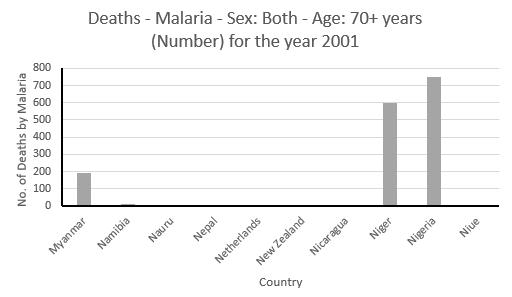 Deaths - Malaria - Sex: Both - Age: 70+ years
(Number) for the year 2001
No. of Deaths by Malaria
800
700
600
500
400
300
200
100
0
Myanmar
Namibia
Nauru
Nepal
Netherlands
New Zealand
Nicaragua
Niger
Nigeria
Niue
Country